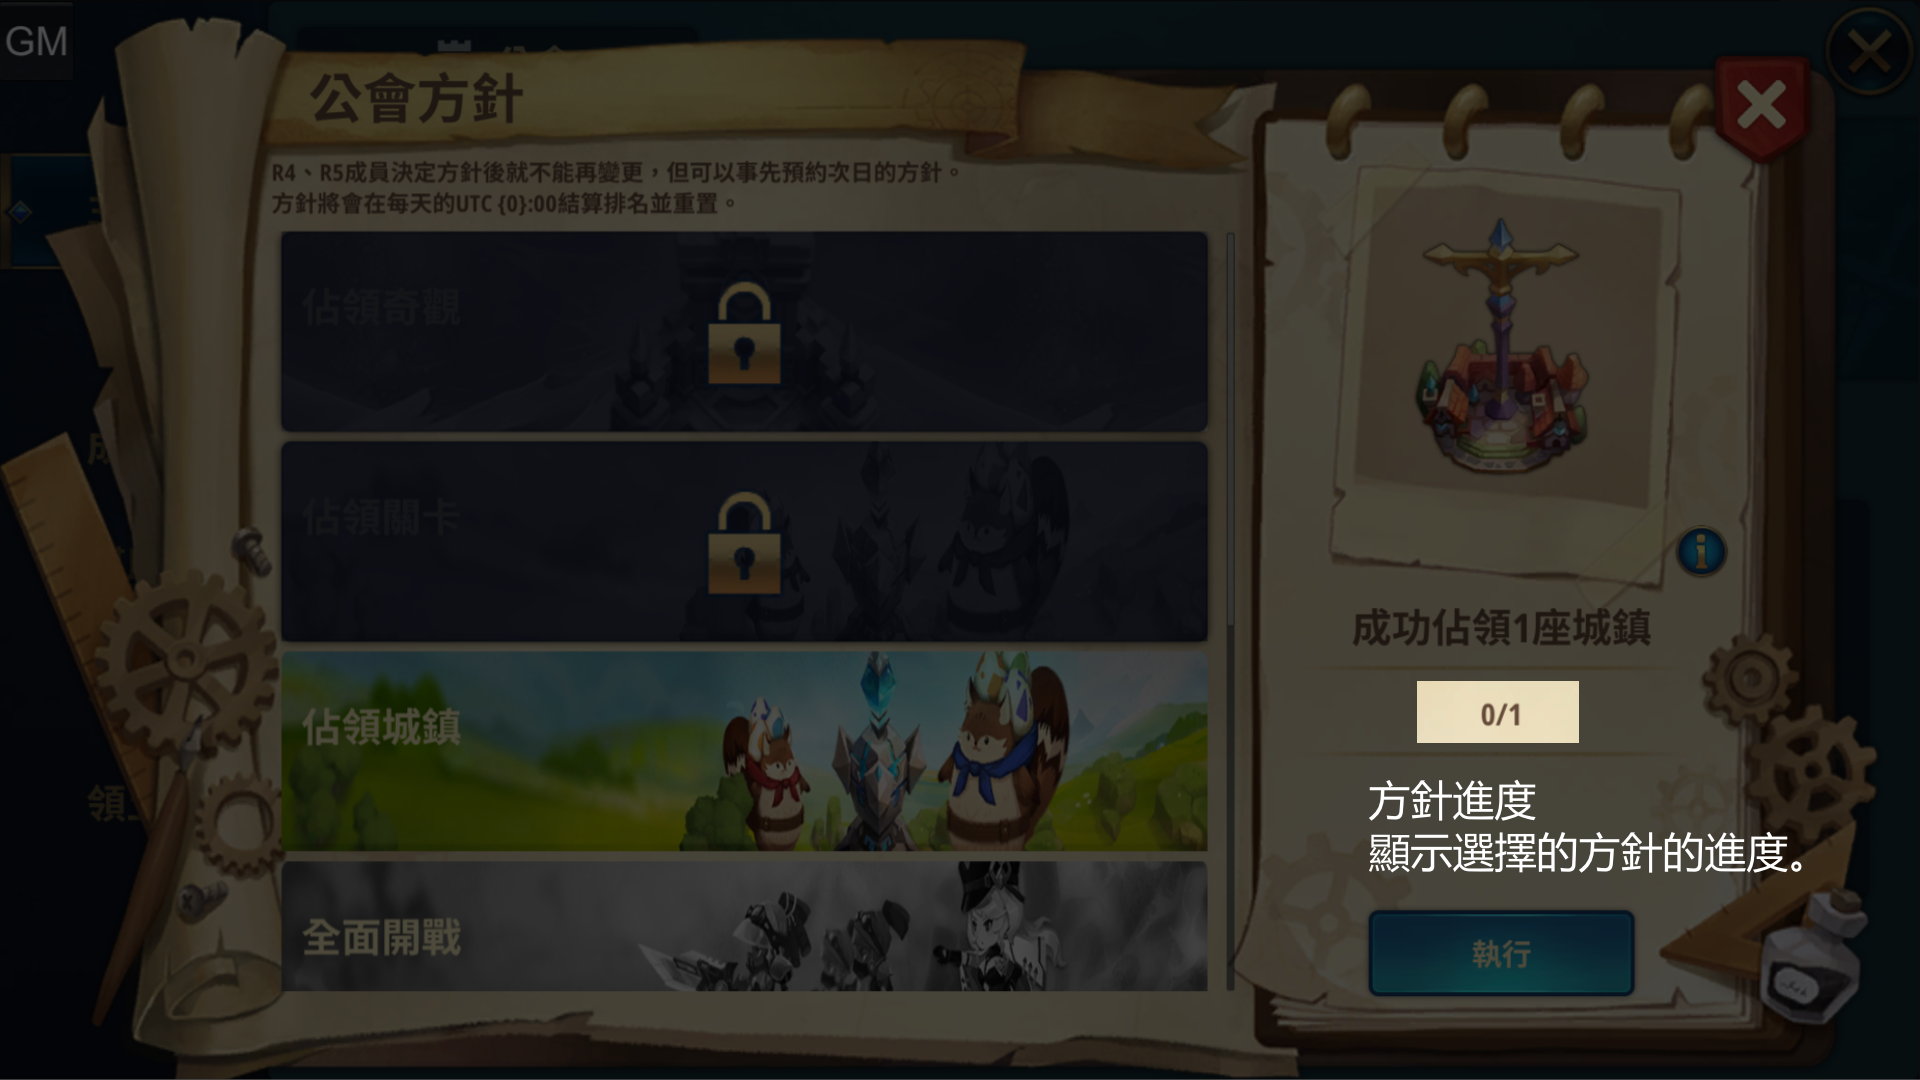 GM
公會方針
R4、R5成員決定方針後就不能再變更，但可以事先預約次日的方針。
方針將會在每天的UTC {0}:00結算排名並重置。
佔領奇觀
佔領關卡
佔領城鎮
全面開戰
成功佔領1座城鎮
0/1
方針進度
顯示選擇的方針的進度。
執行